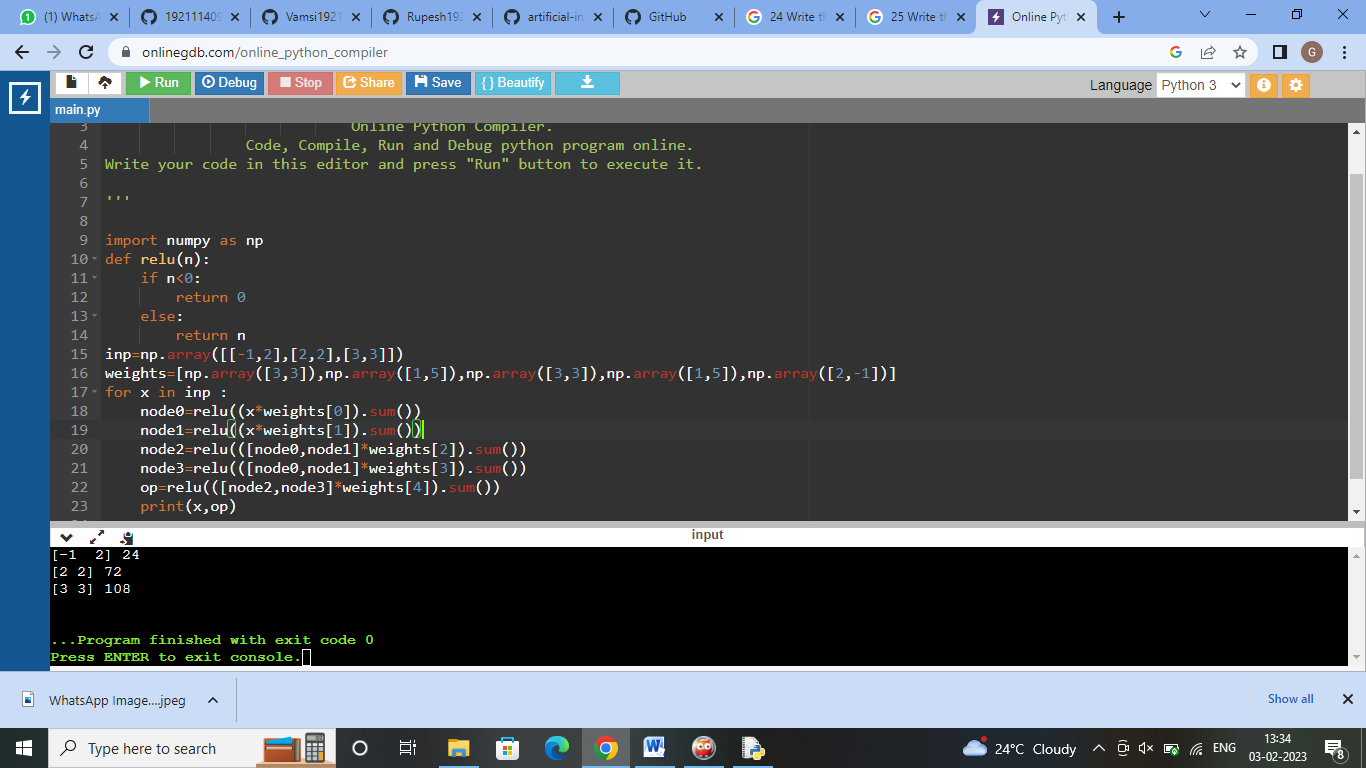 (1) WhatsA
192111409
Vamsi1921
Rupesh192
artificial-in
GitHub
24 Write th
25 Write th
Online Pyt
onlinegdb.com/online_python_compiler
G
Run
Debug
Stop
Share
Save
{ } Beautify
Language Python 3
main.py
3 Online Python Compiler.
4 Code, Compile, Run and Debug python program online.
5 Write your code in this editor and press "Run" button to execute it.
6
7 '''
8
9 import numpy as np
10 def relu(n):
11     if n<0:
12         return 0
13     else:
14         return n
15 inp=np.array([[-1,2],[2,2],[3,3]])
16 weights=[np.array([3,3]),np.array([1,5]),np.array([3,3]),np.array([1,5]),np.array([2,-1])]
17 for x in inp :
18     node0=relu((x*weights[0]).sum())
19     node1=relu((x*weights[1]).sum())
20     node2=relu(([node0,node1]*weights[2]).sum())
21     node3=relu(([node0,node1]*weights[3]).sum())
22     op=relu(([node2,node3]*weights[4]).sum())
23     print(x,op)
input
[-1  2] 24
[2 2] 72
[3 3] 108
...Program finished with exit code 0
Press ENTER to exit console.
WhatsApp Image....jpeg
Show all
Type here to search
24°C Cloudy
ENG
13:34
03-02-2023
8